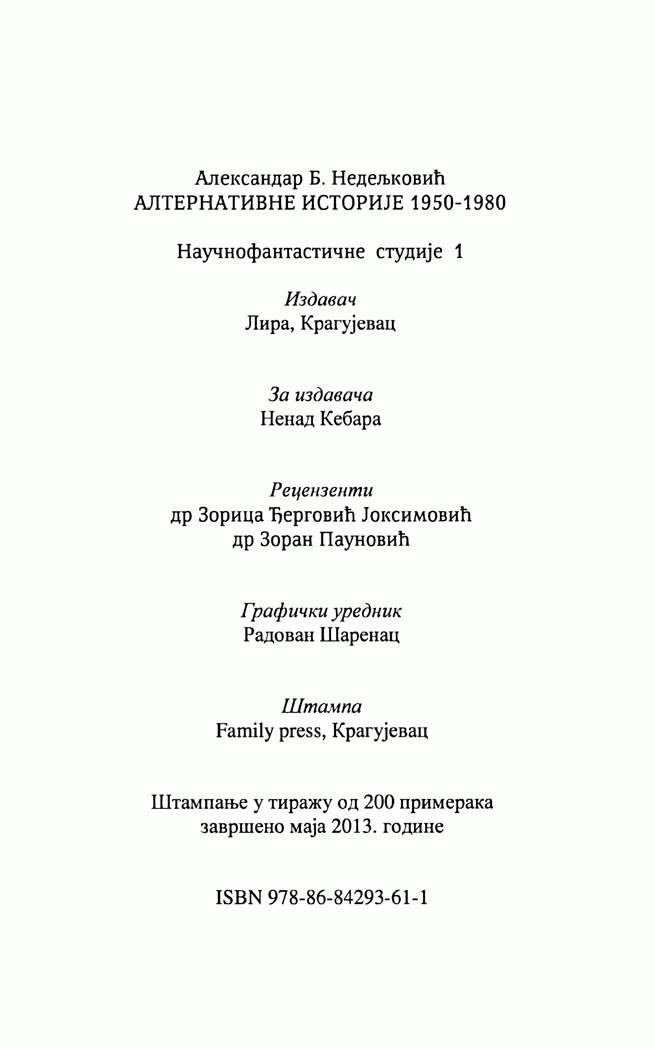 Александар Б. Недељковић
АЛТЕРНАТИВНЕ ИСТОРИЈЕ 1950-1980
Научнофантастичне студије 1
Издавач
Лира, Крагујевац
За издавача
Ненад Кебара
Рецензенти
др Зорица Ђерговић Јоксимовић
др Зоран Пауновић
Графички уредник
Радован Шаренац
Штампа
Family press, Крагујевац
Штампање у тиражу од 200 примерака
завршено маја 2013. године
ISBN 978-86-84293-61-1